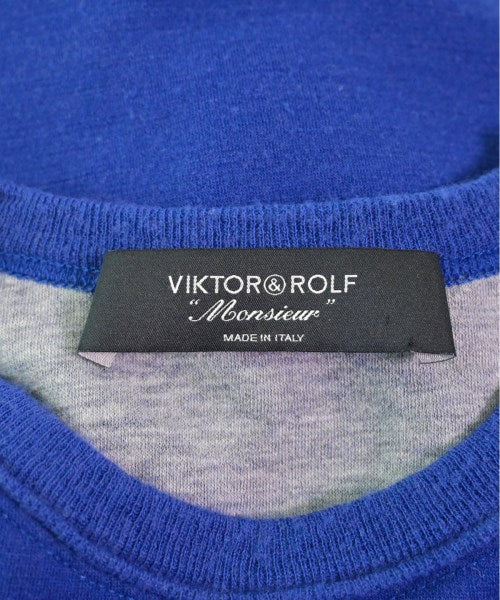 VIKTOR&ROLF
"Monsieur"
MADE IN ITALY